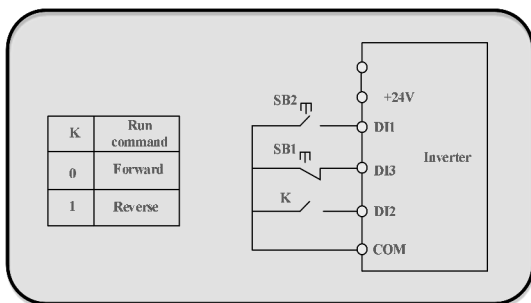 K
Run
command
0
Forward
1
Reverse
SB2
+24V
DI1
SB1
DI3
Inverter
K
DI2
COM